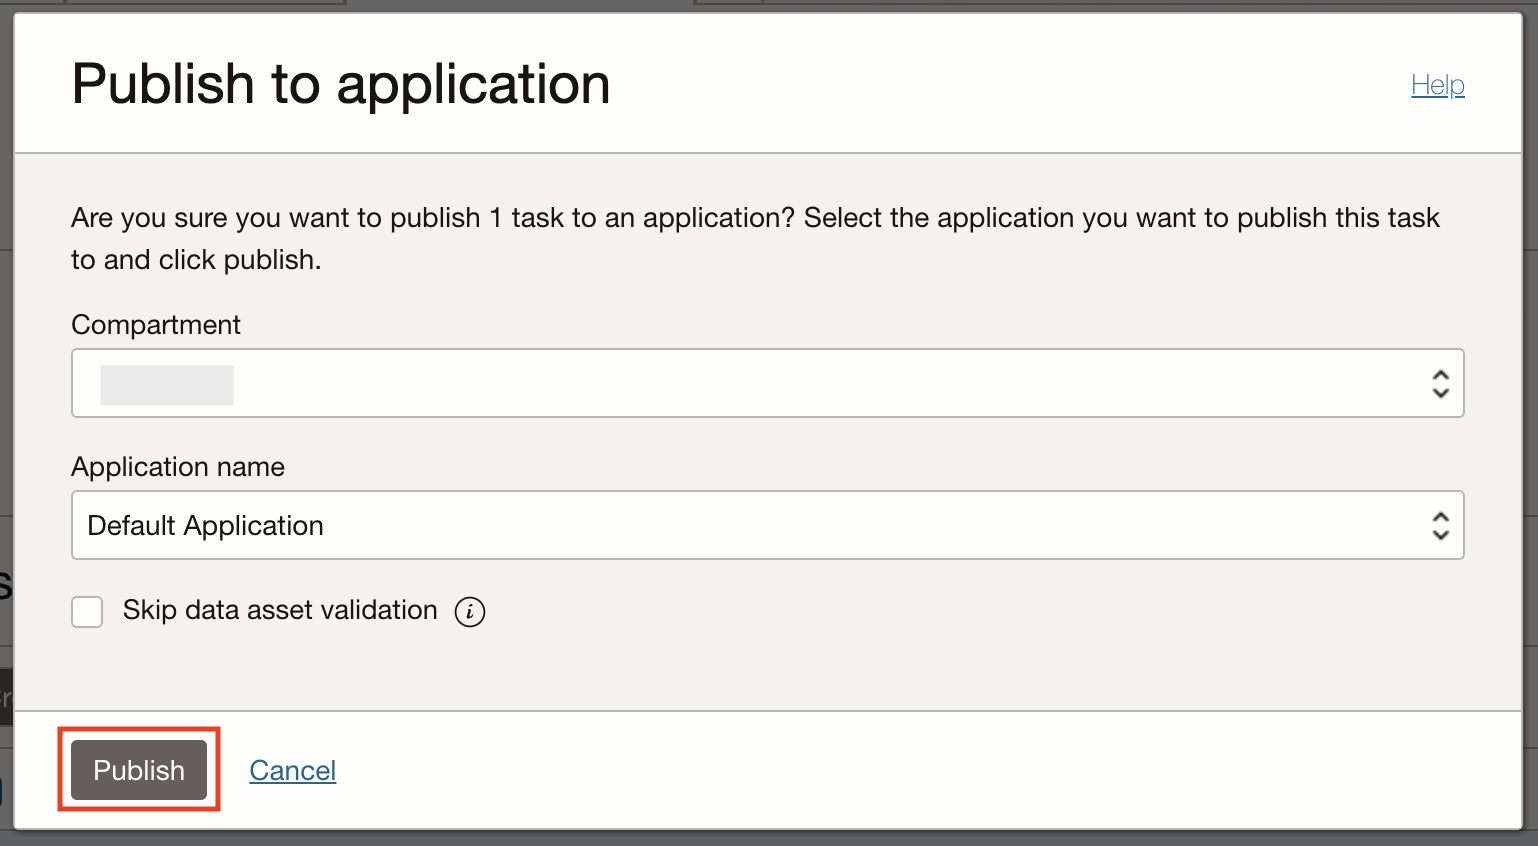 Publish to application
Help
Are you sure you want to publish 1 task to an application? Select the application you want to publish this task
to and click publish.
Compartment
Application name
Default Application
Skip data asset validation i
Publish
Cancel